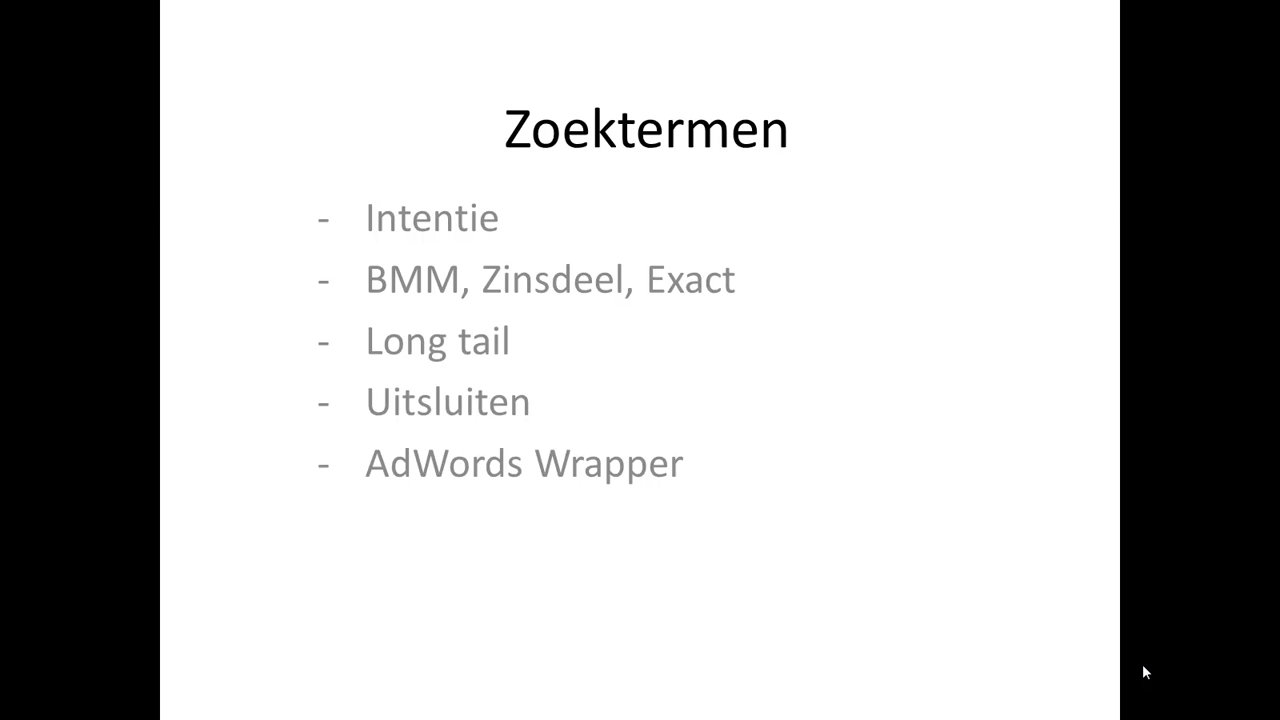 Zoektermen
- Intentie
- BMM, Zinsdeel, Exact
- Long tail
- Uitsluiten
- AdWords Wrapper